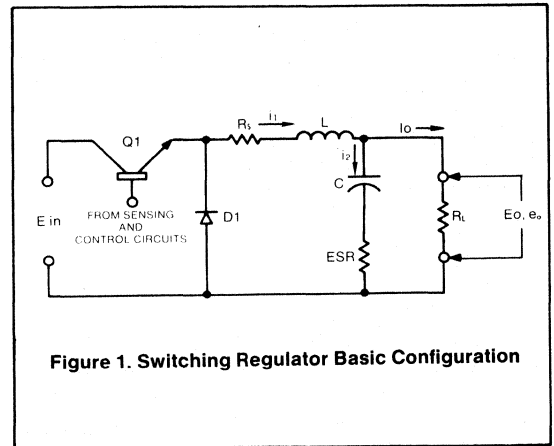 Q1
Rs
i1
L
Io
i2
C
E in
FROM SENSING
AND
CONTROL CIRCUITS
D1
RL
Eo, eo
ESR
Figure 1. Switching Regulator Basic Configuration